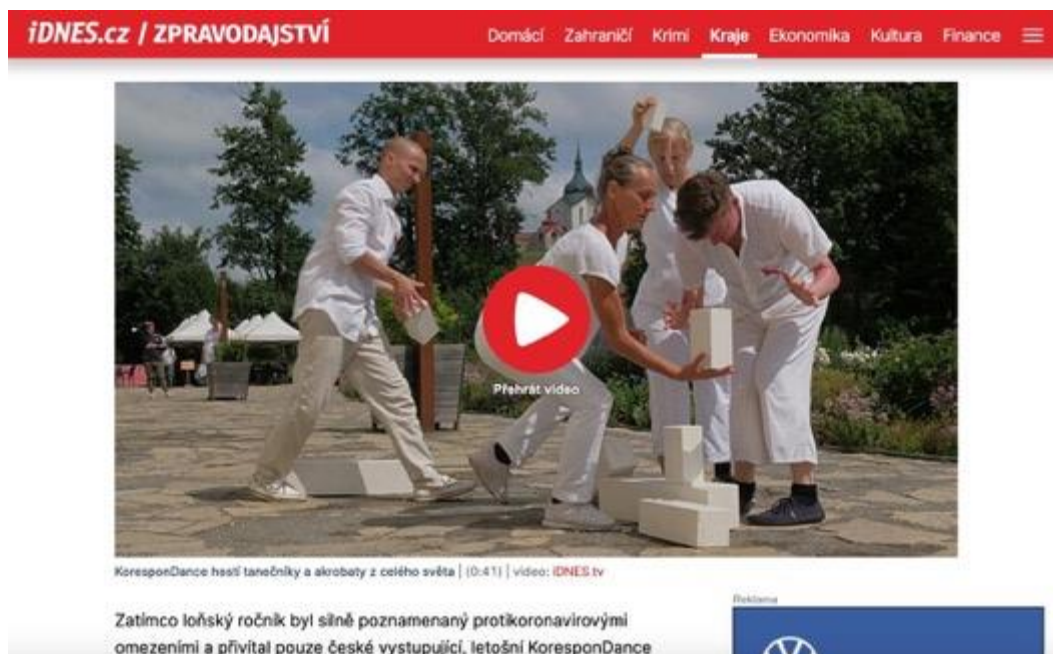 iDNES.cz / ZPRAVODAJSTVÍ
Domácí Zahraničí Krimi Kraje Ekonomika Kultura Finance
Přehrát video
KoresponDance hostí tanečníky a akrobaty z celého světa | (0:41) | video: iDNES.tv
Reklama
Zatímco loňský ročník byl silně poznamenaný protikoronavirovými
omezeními a přivítal pouze české vystupující, letošní KoresponDance